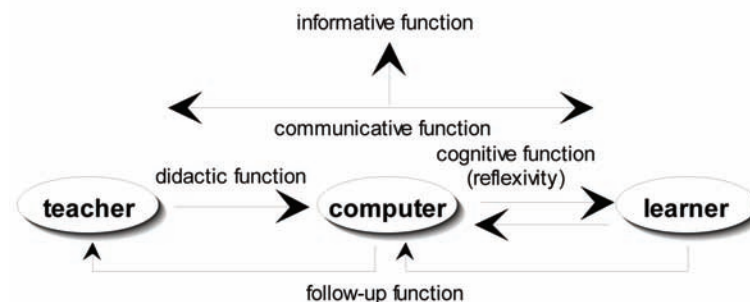 informative function
communicative function
cognitive function
(reflexivity)
didactic function
teacher
computer
learner
follow-up function